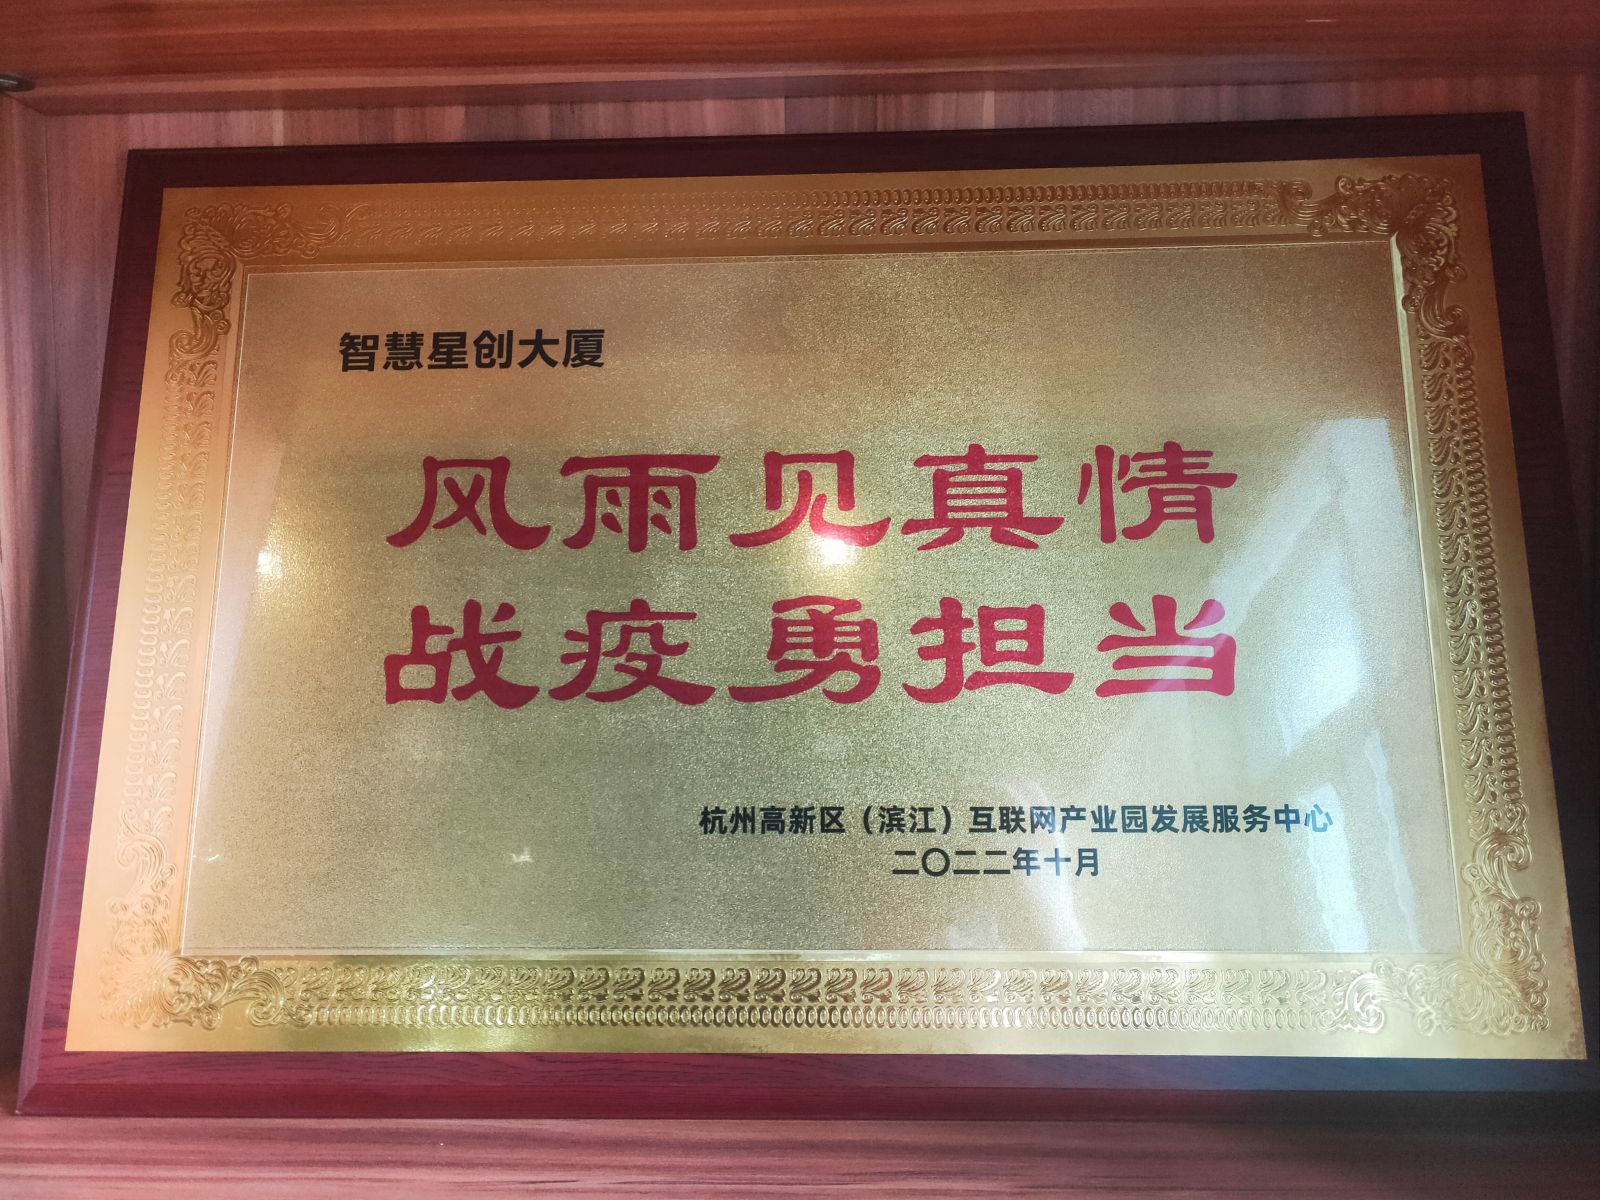 智慧星创大厦
风雨见真情
战疫勇担当
杭州高新区（滨江）互联网产业园发展服务中心
二〇二二年十月